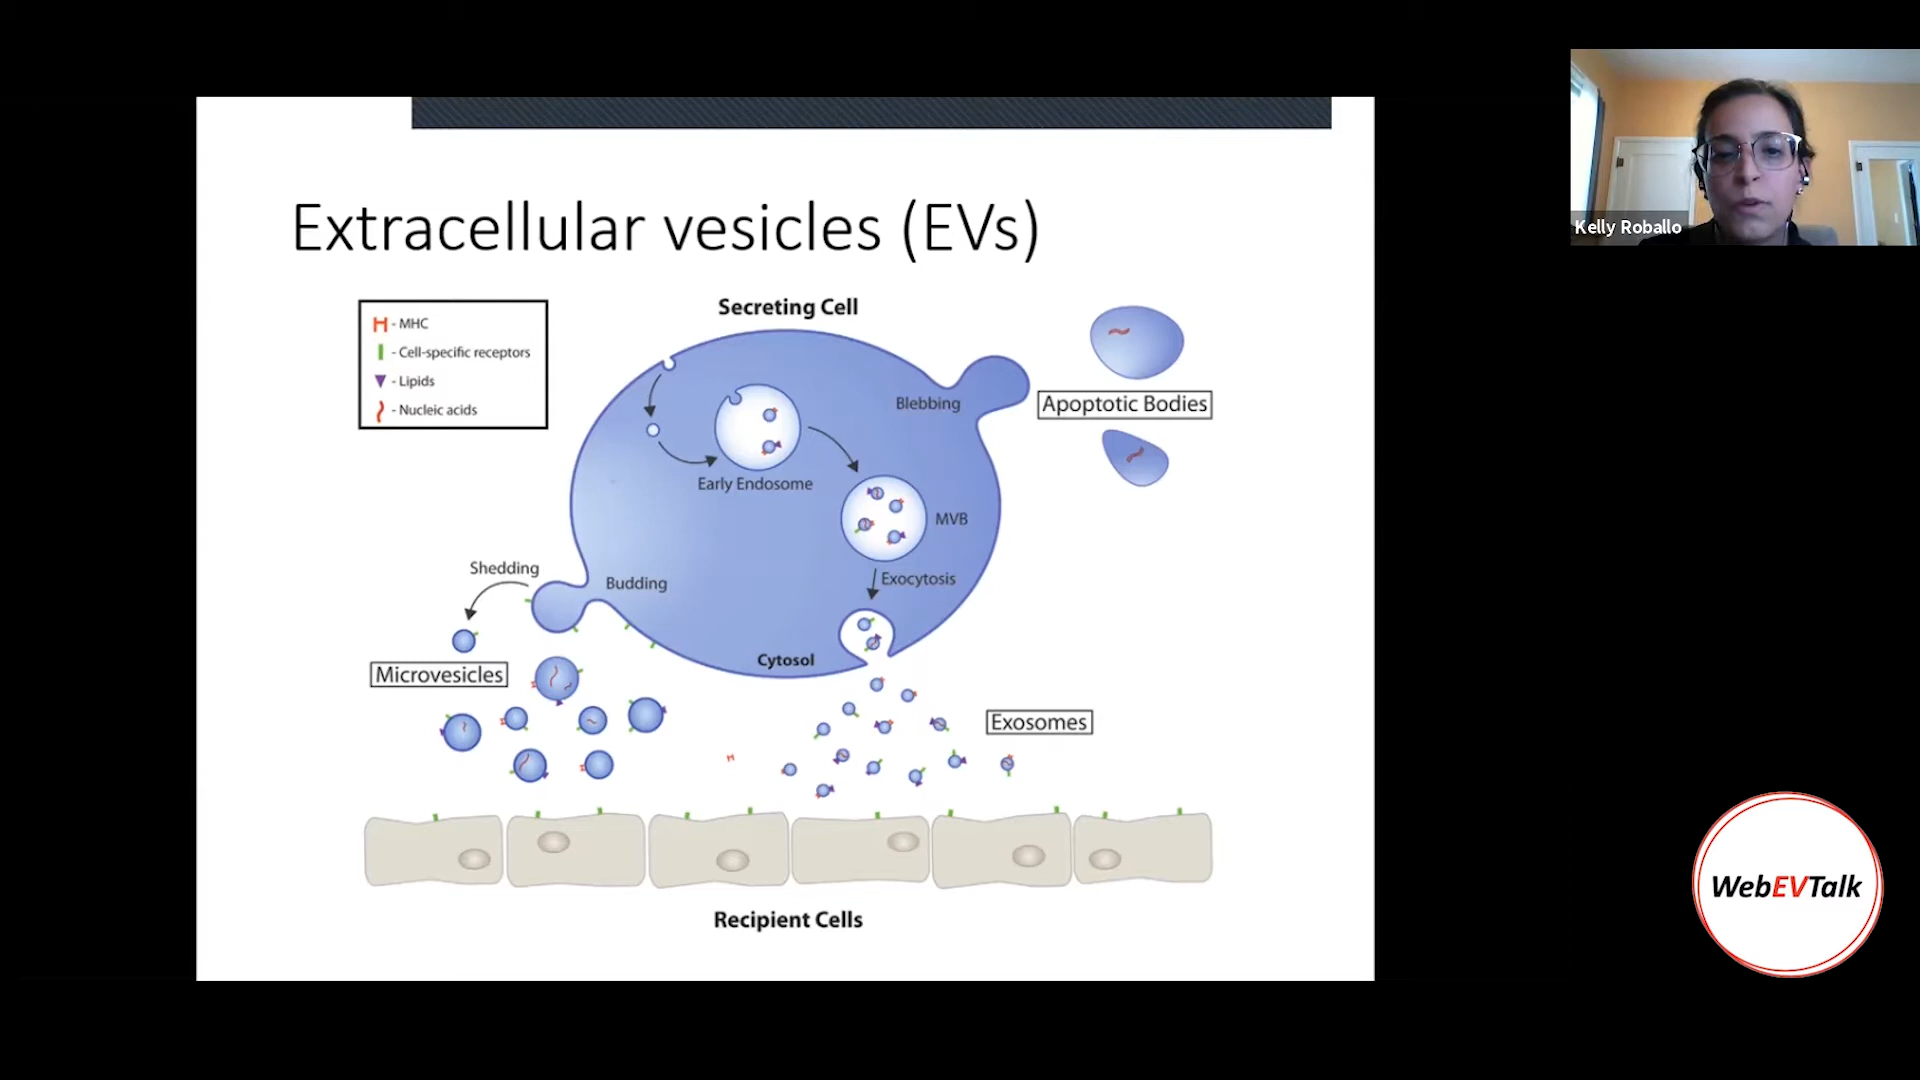 Extracellular vesicles (EVs)
Secreting Cell
- MHC
- Cell-specific receptors
- Lipids
- Nucleic acids
Blebbing
Apoptotic Bodies
Early Endosome
MVB
Exocytosis
Shedding
Budding
Cytosol
Microvesicles
Exosomes
Recipient Cells
Kelly Roballo
WebEVTalk